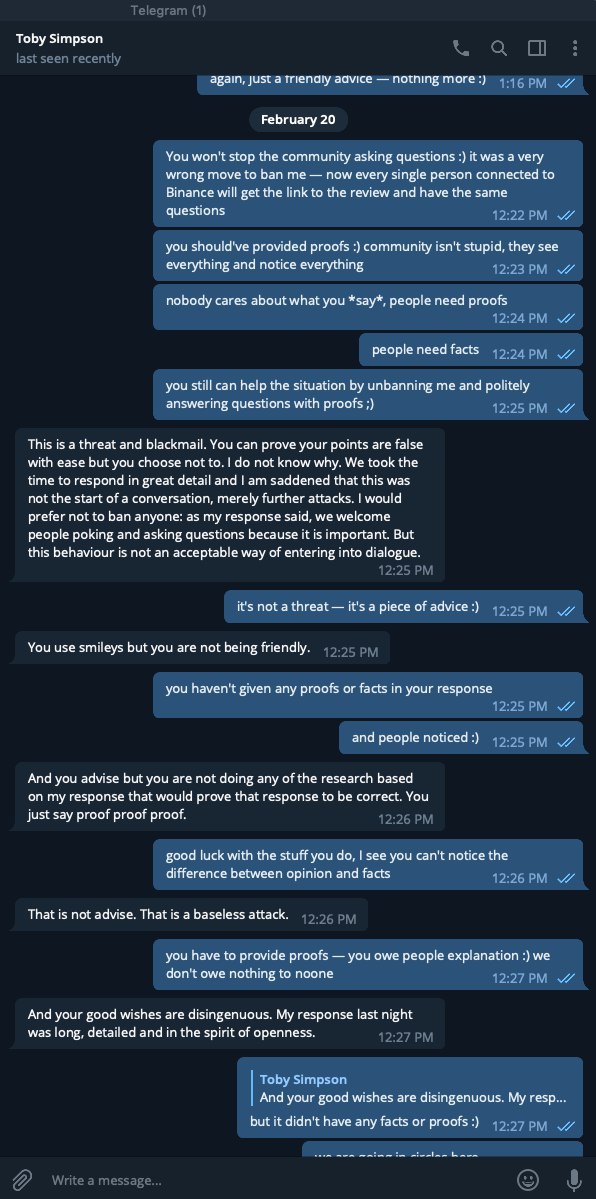 Telegram (1)
Toby Simpson
last seen recently
again, just a friendly advice — nothing more :) 1:16 PM
February 20
You won't stop the community asking questions :) it was a very
wrong move to ban me — now every single person connected to
Binance will get the link to the review and have the same
questions 12:22 PM
you should've provided proofs :) community isn't stupid, they see
everything and notice everything 12:23 PM
nobody cares about what you *say*, people need proofs
12:24 PM
people need facts 12:24 PM
you still can help the situation by unbanning me and politely
answering questions with proofs ;) 12:25 PM
This is a threat and blackmail. You can prove your points are false
with ease but you choose not to. I do not know why. We took the
time to respond in great detail and I am saddened that this was
not the start of a conversation, merely further attacks. I would
prefer not to ban anyone: as my response said, we welcome
people poking and asking questions because it is important. But
this behaviour is not an acceptable way of entering into dialogue.
12:25 PM
it's not a threat — it's a piece of advice :) 12:25 PM
You use smileys but you are not being friendly. 12:25 PM
you haven't given any proofs or facts in your response
12:25 PM
and people noticed :) 12:25 PM
And you advise but you are not doing any of the research based
on my response that would prove that response to be correct. You
just say proof proof proof. 12:26 PM
good luck with the stuff you do, I see you can't notice the
difference between opinion and facts 12:26 PM
That is not advise. That is a baseless attack. 12:26 PM
you have to provide proofs — you owe people explanation :) we
don't owe nothing to noone 12:27 PM
And your good wishes are disingenuous. My response last night
was long, detailed and in the spirit of openness. 12:27 PM
Toby Simpson
And your good wishes are disingenuous. My resp...
but it didn't have any facts or proofs :) 12:27 PM
we are going in circles here
Write a message...